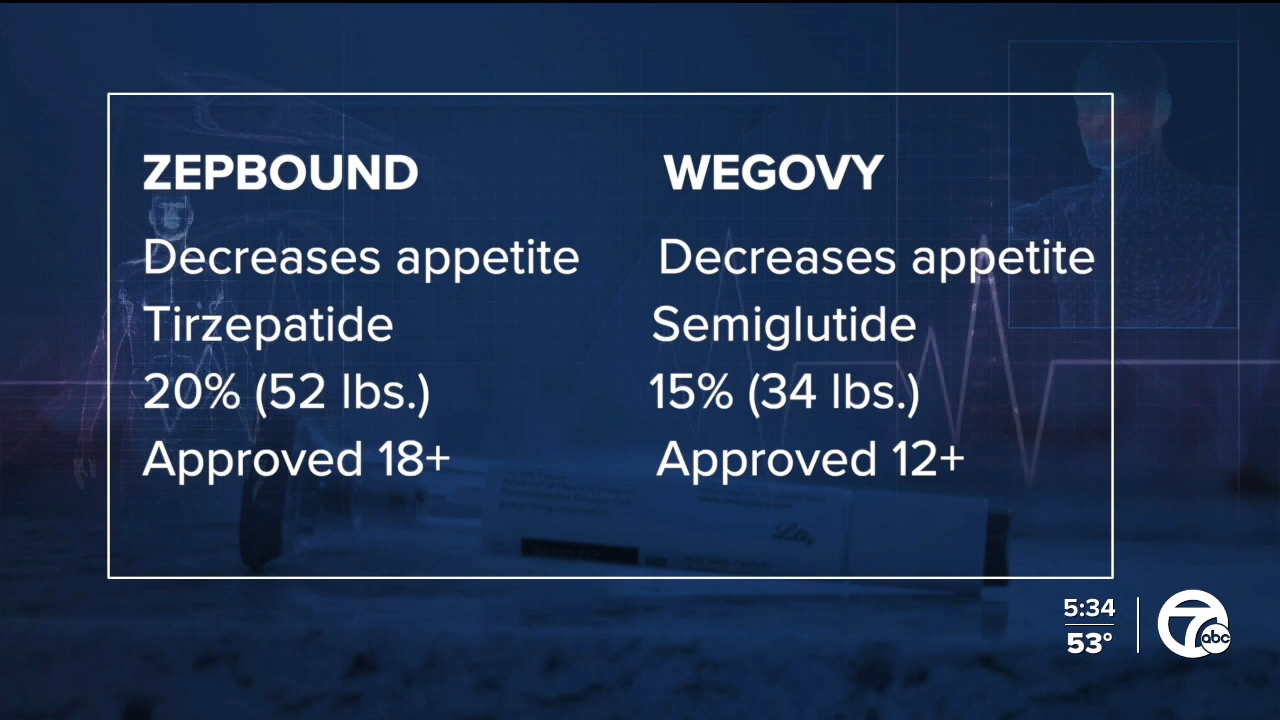 ZEPBOUND WEGOVY
Decreases appetite Decreases appetite
Tirzepatide Semiglutide
20% (52 lbs.) 15% (34 lbs.)
Approved 18+ Approved 12+
Lilly
5:34
53°
7 abc